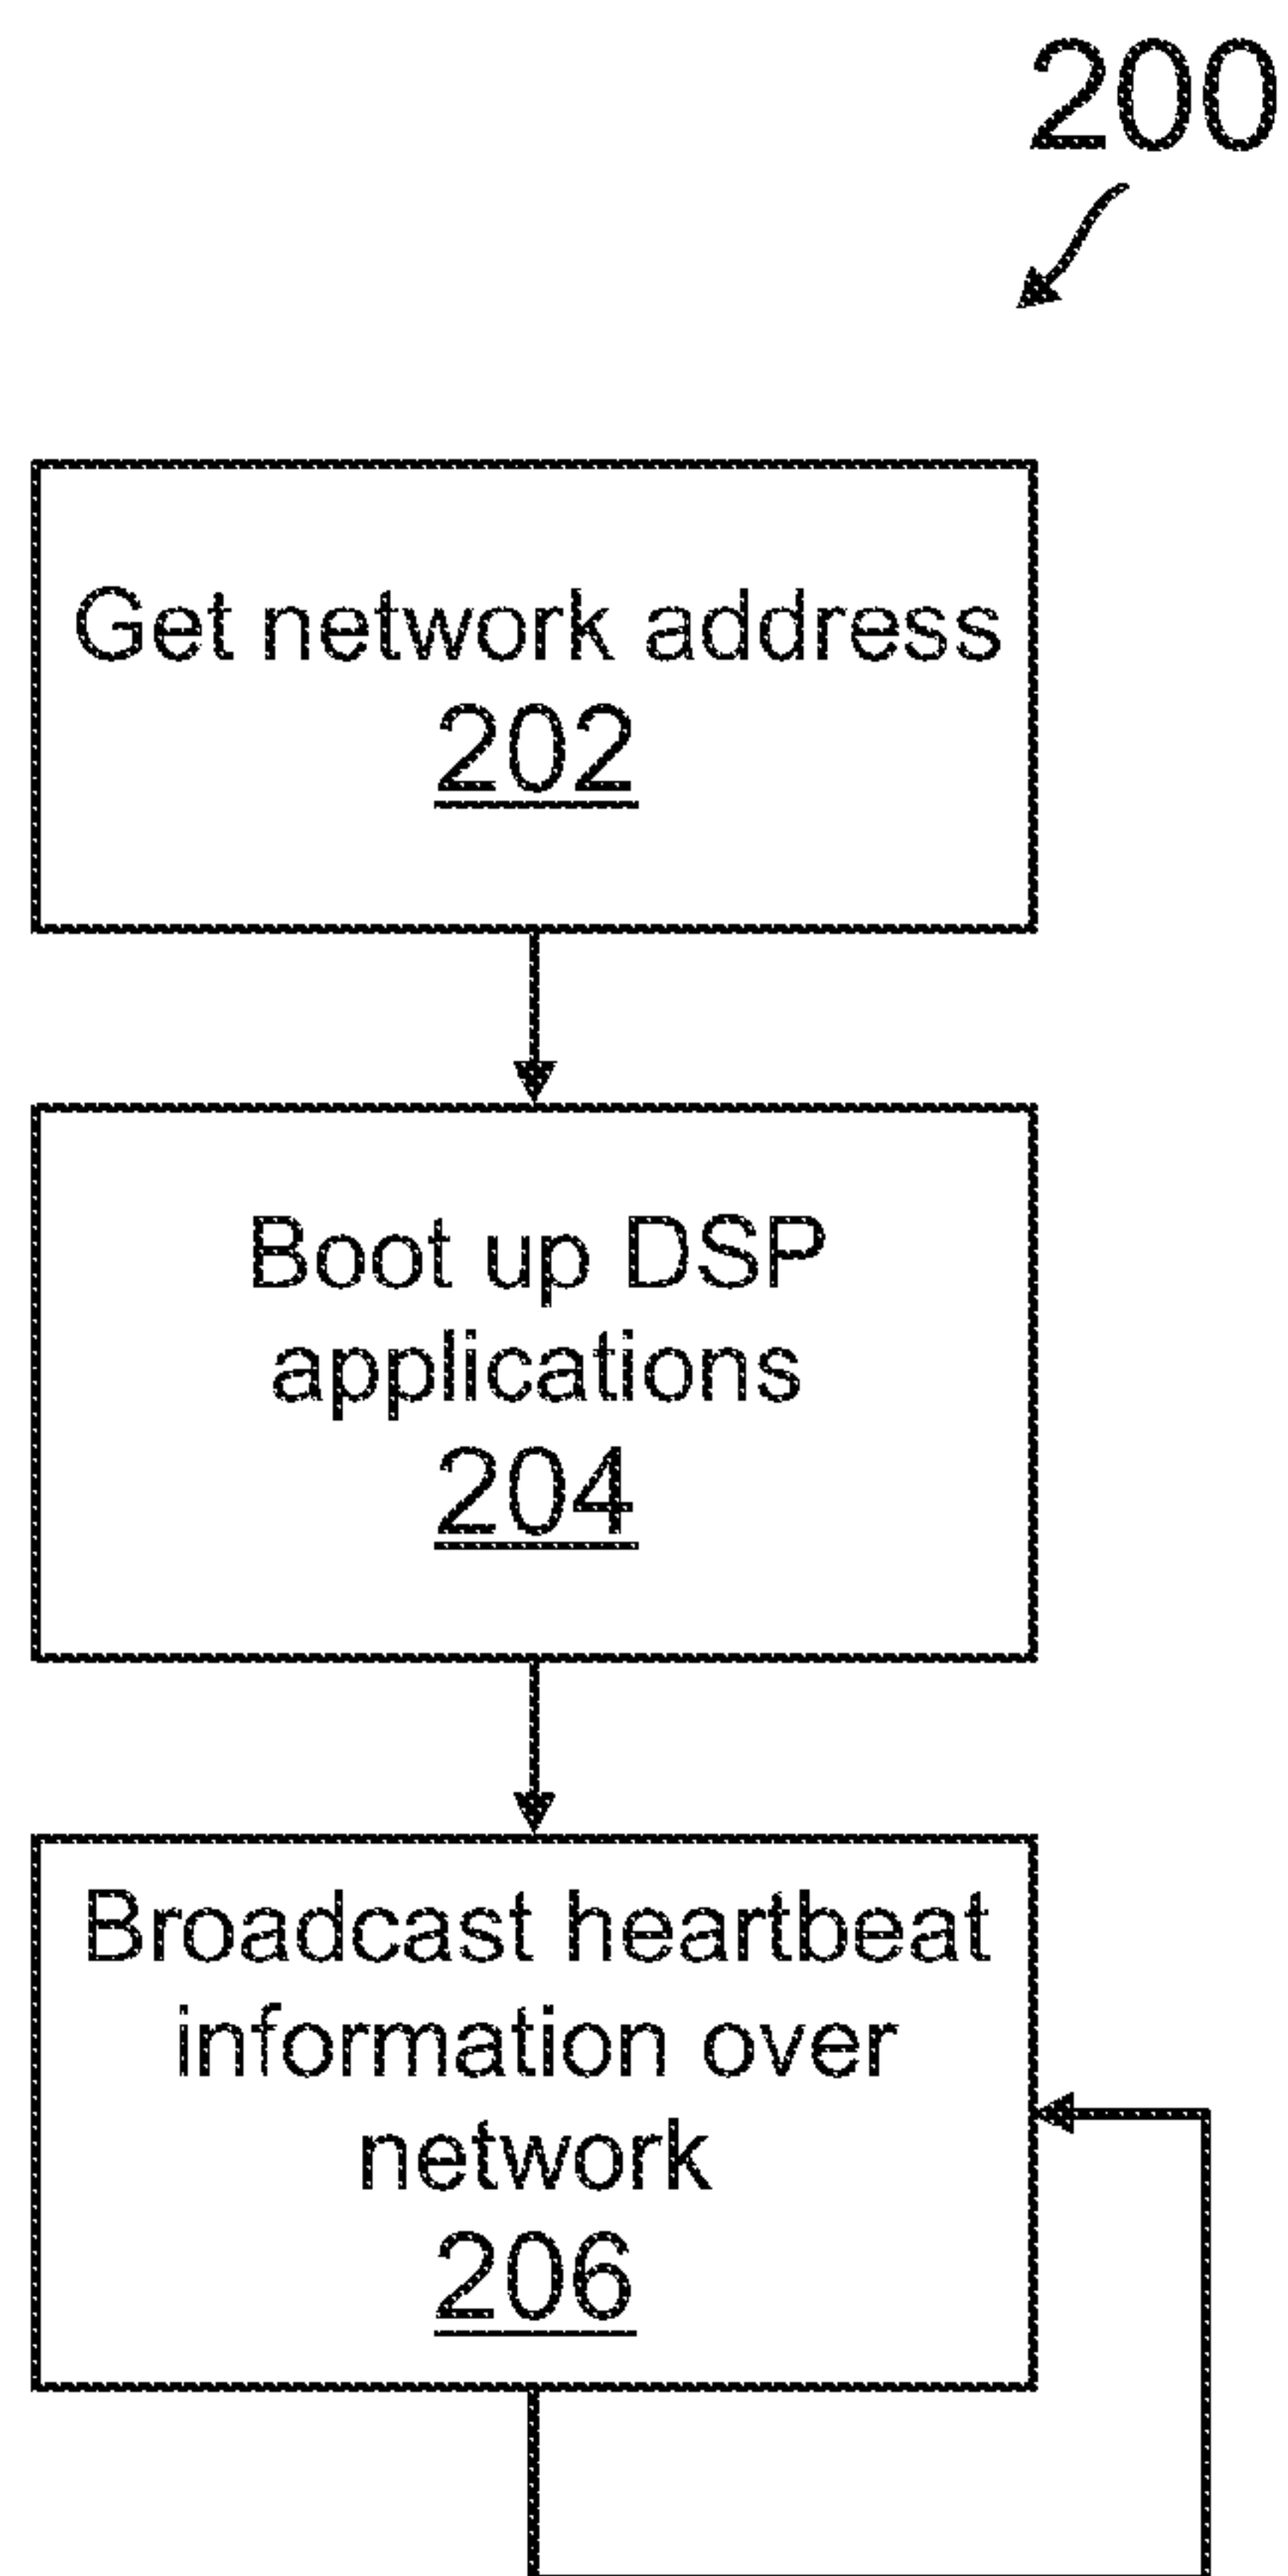 200
Get network address
202
Boot up DSP
applications
204
Broadcast heartbeat
information over
network
206